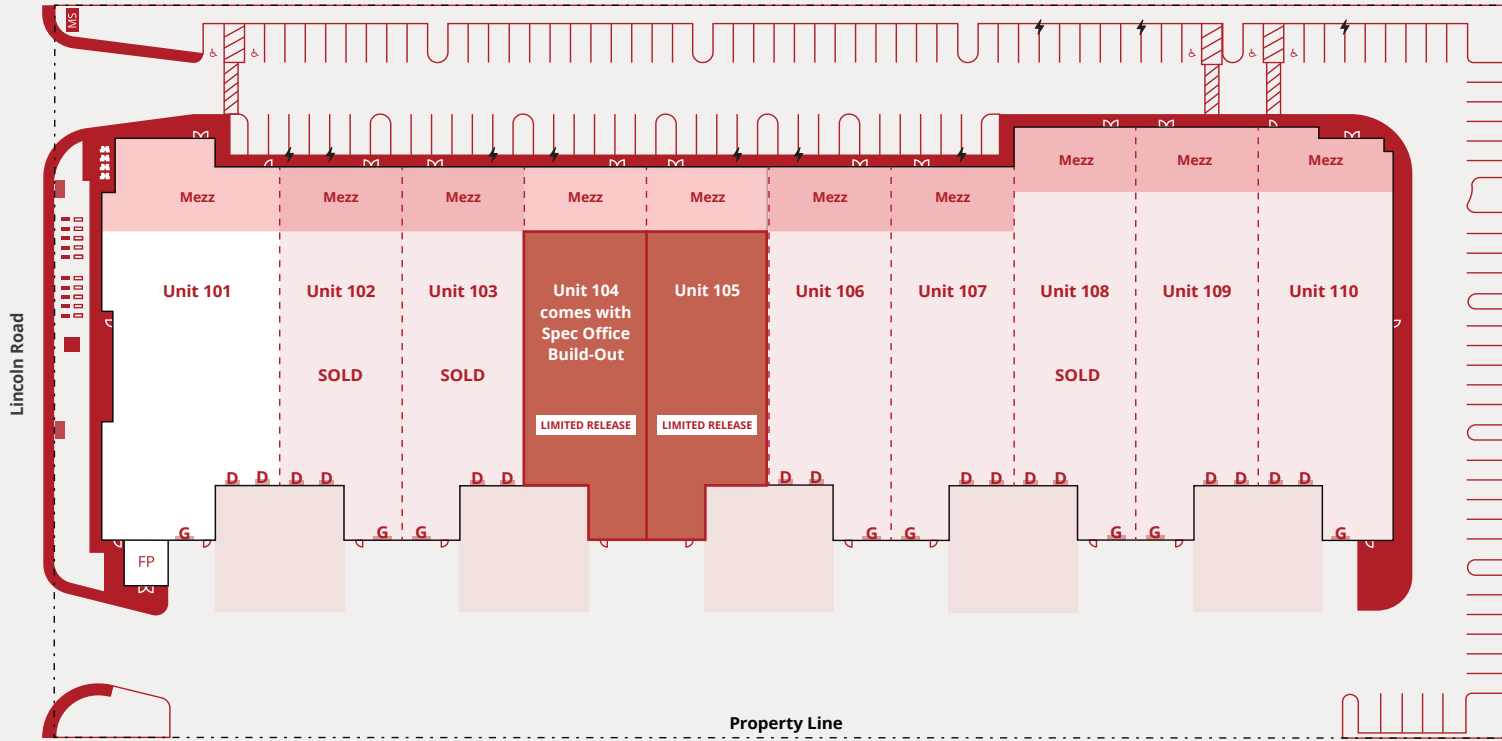 MS
Mezz
Mezz
Mezz
Mezz
Mezz
Mezz
Mezz
Mezz
Mezz
Mezz
Unit 101
Unit 102
Unit 103
Unit 104
comes with
Spec Office
Build-Out
Unit 105
Unit 106
Unit 107
Unit 108
Unit 109
Unit 110
Lincoln Road
SOLD
SOLD
SOLD
LIMITED RELEASE
LIMITED RELEASE
D D D D
D D
D D
D D D D
D D D D
G
G G
G G
G G
G
FP
Property Line